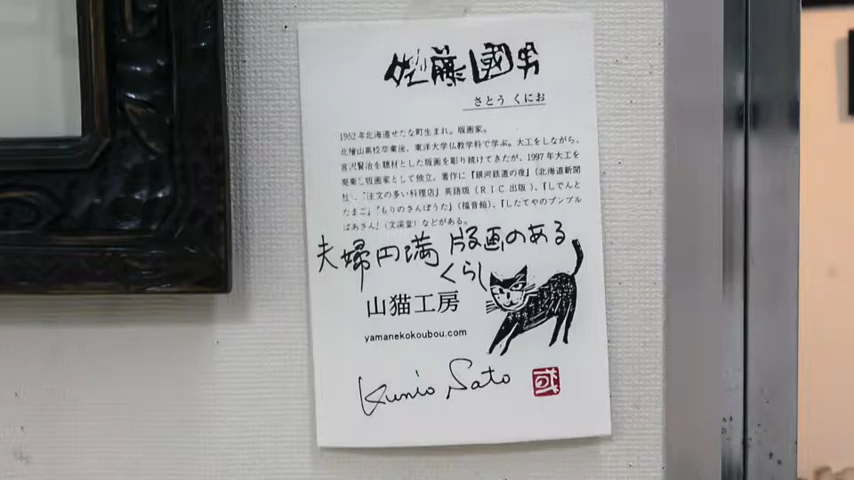 佐藤國男
さとう くにお
1952年北海道せたな町生まれ。版画家。
北檜山高校卒業後、東洋大学仏教学科で学ぶ。大工をしながら、
宮沢賢治を題材とした版画を彫り続けてきたが、1997年大工を
廃業し版画家として独立。著作に『銀河鉄道の夜』（北海道新聞
社）、『注文の多い料理店』英語版（R.I.C.出版）、『しでんと
たまご』『もりのさんぽうた』（福音館）、『したてやのブンブル
ばあさん』（文溪堂）などがある。
夫婦円満 版画のある
くらし
山猫工房
yamanekokoubou.com
Kunio Sato